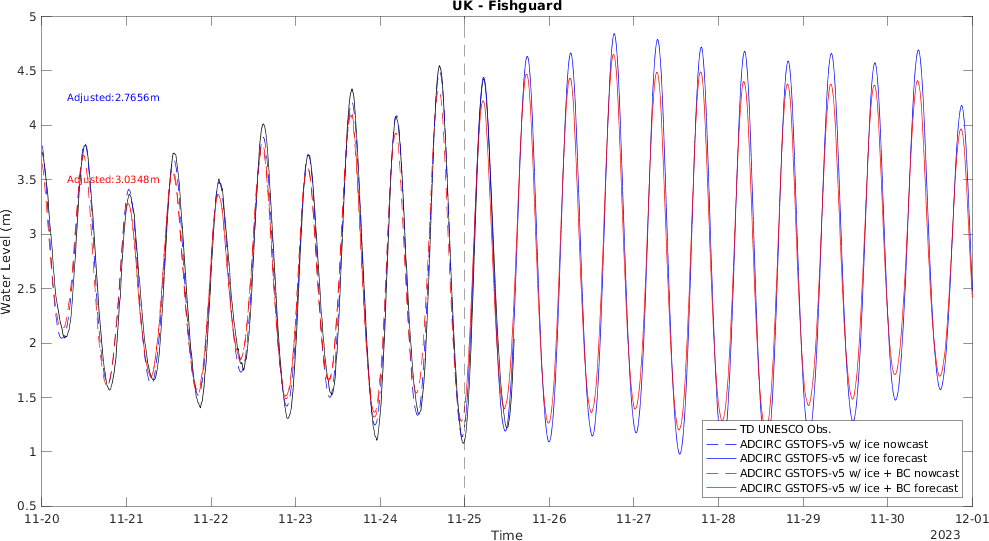 UK - Fishguard
5
4.5
4
3.5
3
2.5
2
1.5
1
0.5
Water Level (m)
Adjusted:2.7656m
Adjusted:3.0348m
TD UNESCO Obs.
ADCIRC GSTOFS-v5 w/ ice nowcast
ADCIRC GSTOFS-v5 w/ ice forecast
ADCIRC GSTOFS-v5 w/ ice + BC nowcast
ADCIRC GSTOFS-v5 w/ ice + BC forecast
11-20 11-21 11-22 11-23 11-24 11-25 11-26 11-27 11-28 11-29 11-30 12-01
Time
2023